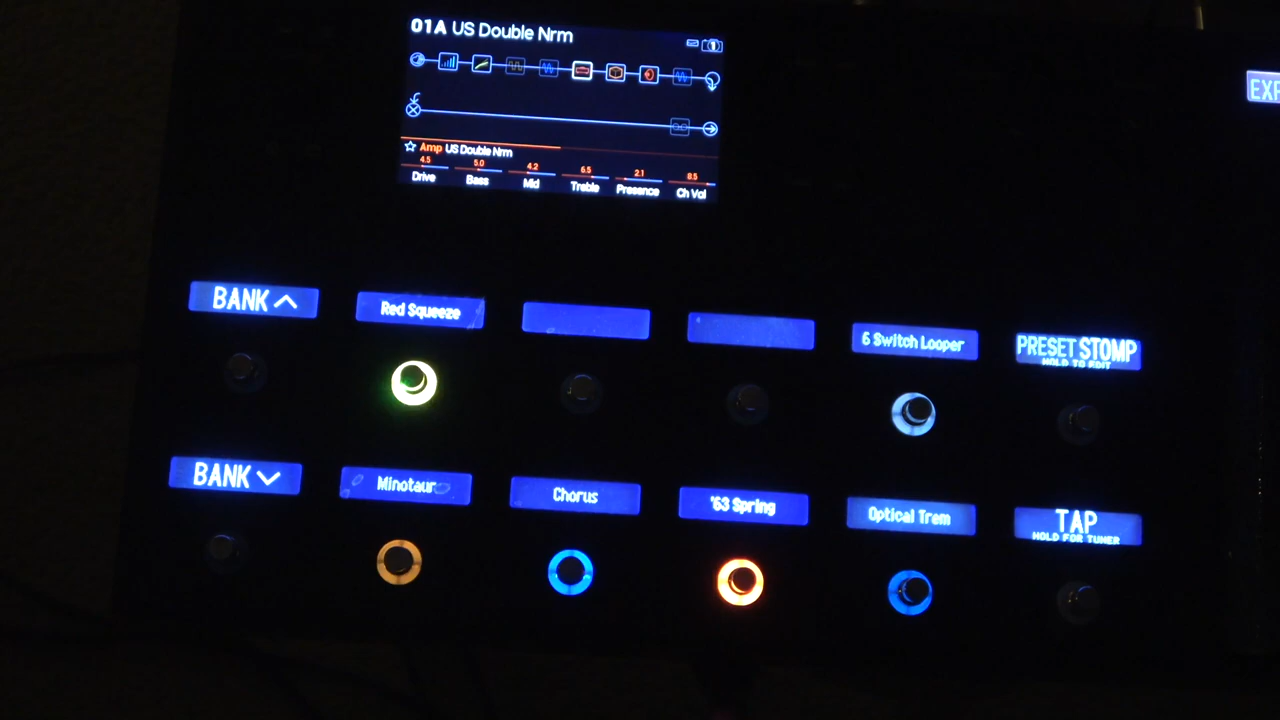 01A US Double Nrm
Amp US Double Nrm
4.5 5.0 4.2 6.5 2.1 8.5
Drive Bass Mid Treble Presence Ch Vol
EXP
BANK
Red Squeeze
6 Switch Looper
PRESET STOMP
HOLD TO EDIT
BANK
Minotaur
Chorus
'63 Spring
Optical Trem
TAP
HOLD FOR TUNER